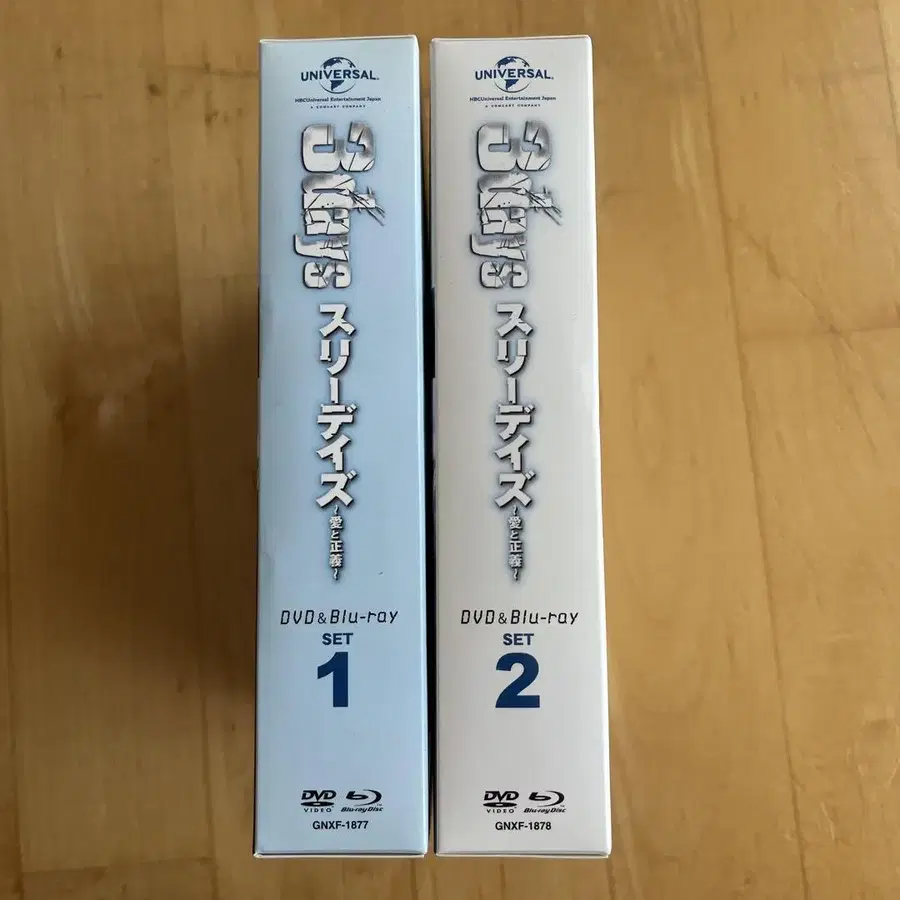 UNIVERSAL
NBCUniversal Entertainment Japan
A COMCAST COMPANY
3days
スリーデイズ
~愛と正義~
DVD&Blu-ray
SET
1
DVD
VIDEO
Blu-ray Disc
GNXF-1877
UNIVERSAL
NBCUniversal Entertainment Japan
A COMCAST COMPANY
3days
スリーデイズ
~愛と正義~
DVD&Blu-ray
SET
2
DVD
VIDEO
Blu-ray Disc
GNXF-1878